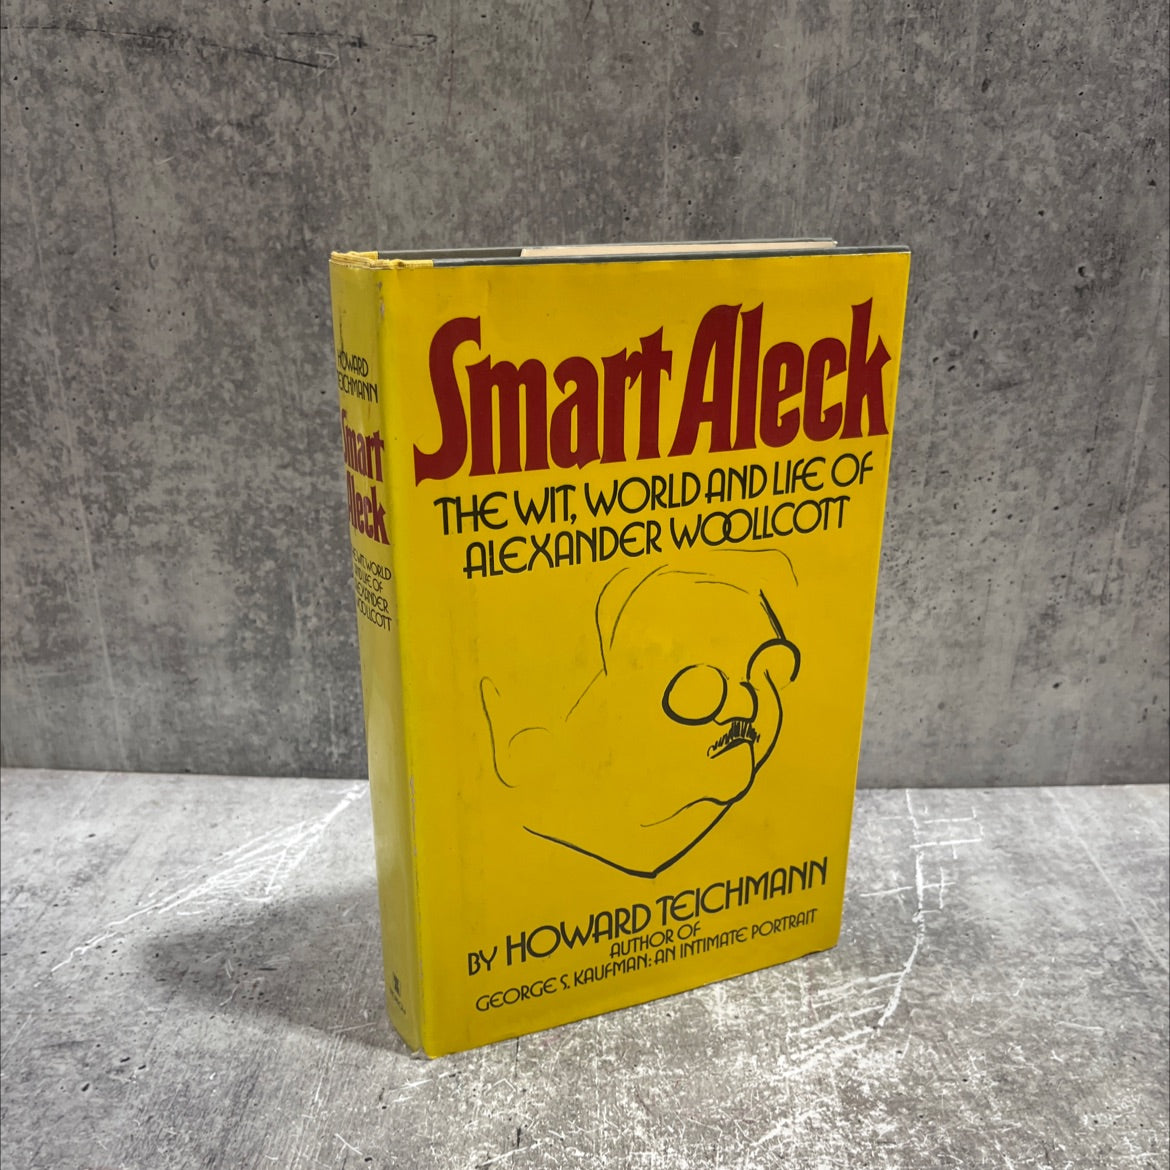 Smart Aleck
THE WIT, WORLD AND LIFE OF
ALEXANDER WOOLLCOTT
BY HOWARD TEICHMANN
AUTHOR OF
GEORGE S. KAUFMAN: AN INTIMATE PORTRAIT
HOWARD
TEICHMANN
Smart
Aleck
THE WIT, WORLD
AND LIFE OF
ALEXANDER
WOOLLCOTT